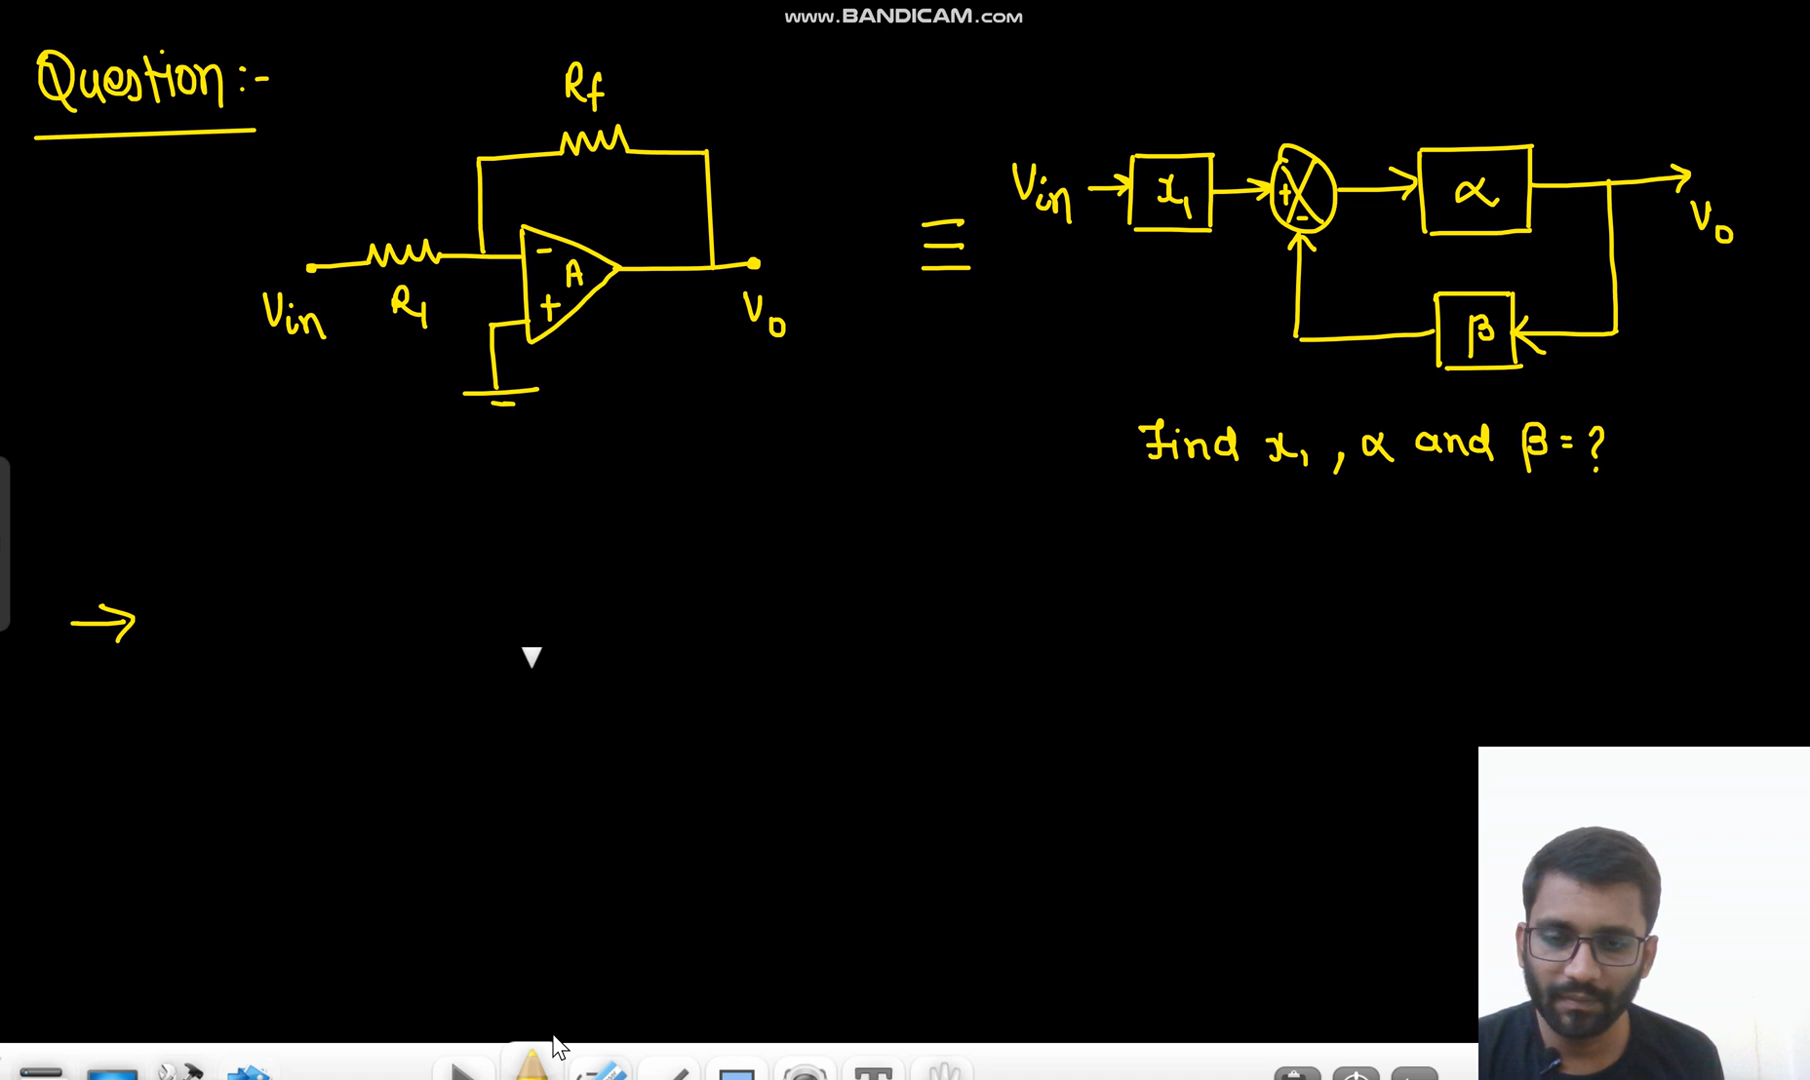 www.BANDICAM.com
Question:-
Rf
Vin
R1
-
A
+
Vo
≡
Vin
x1
+
-
α
Vo
β
Find x1, α and β = ?
→